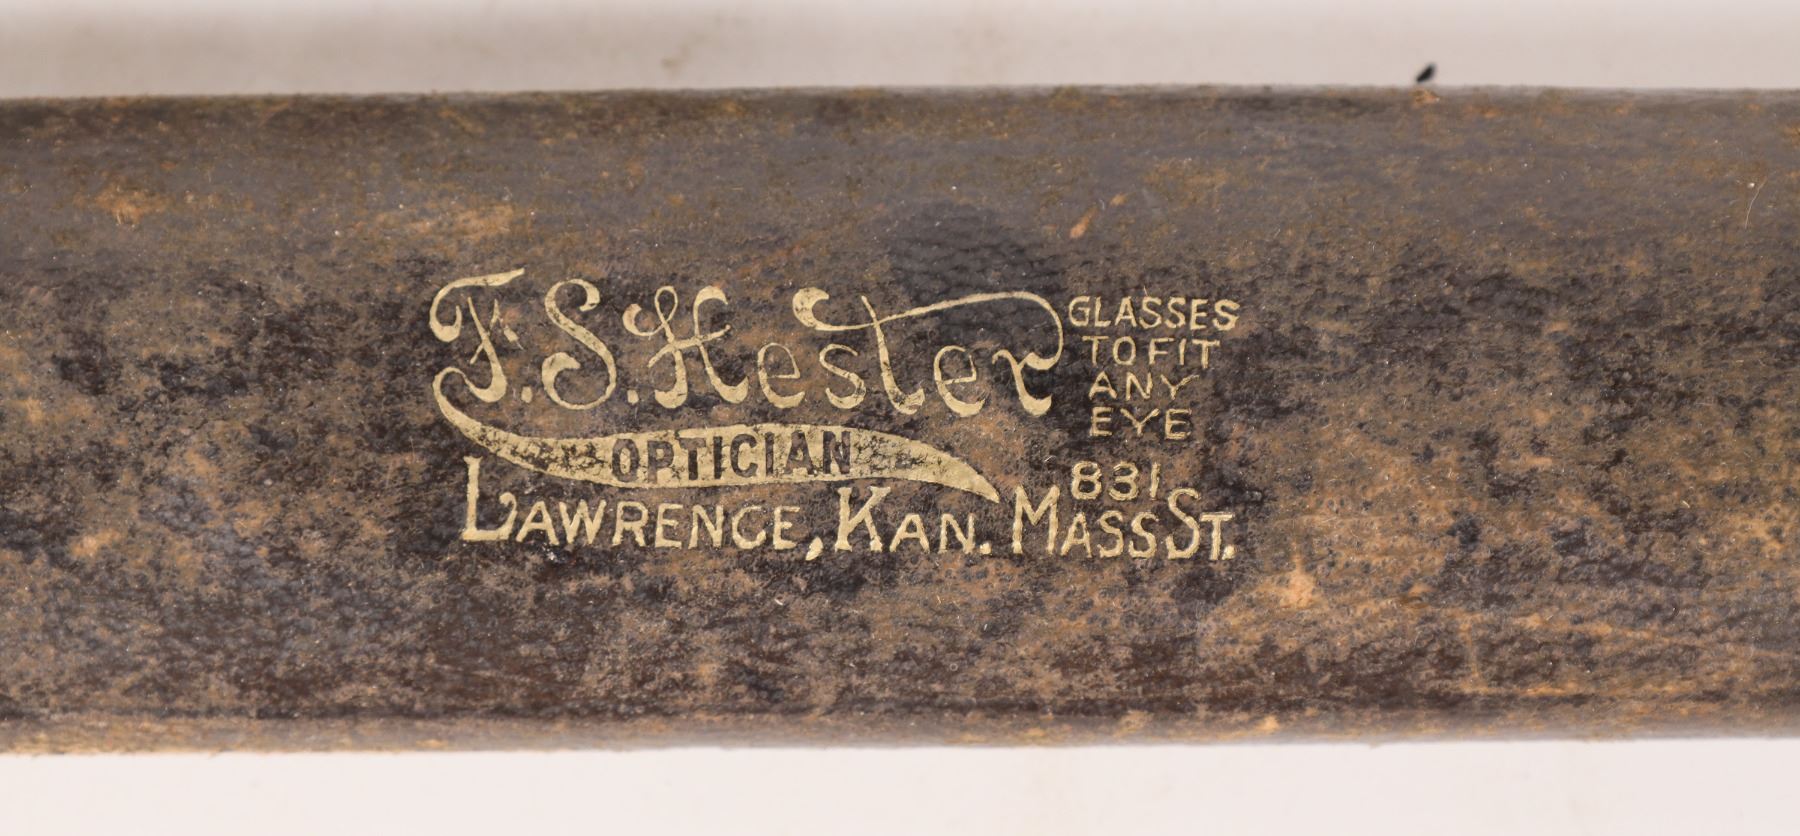 F.S.Hester
OPTICIAN
GLASSES
TO FIT
ANY
EYE
831
LAWRENCE, KAN. MASS ST.